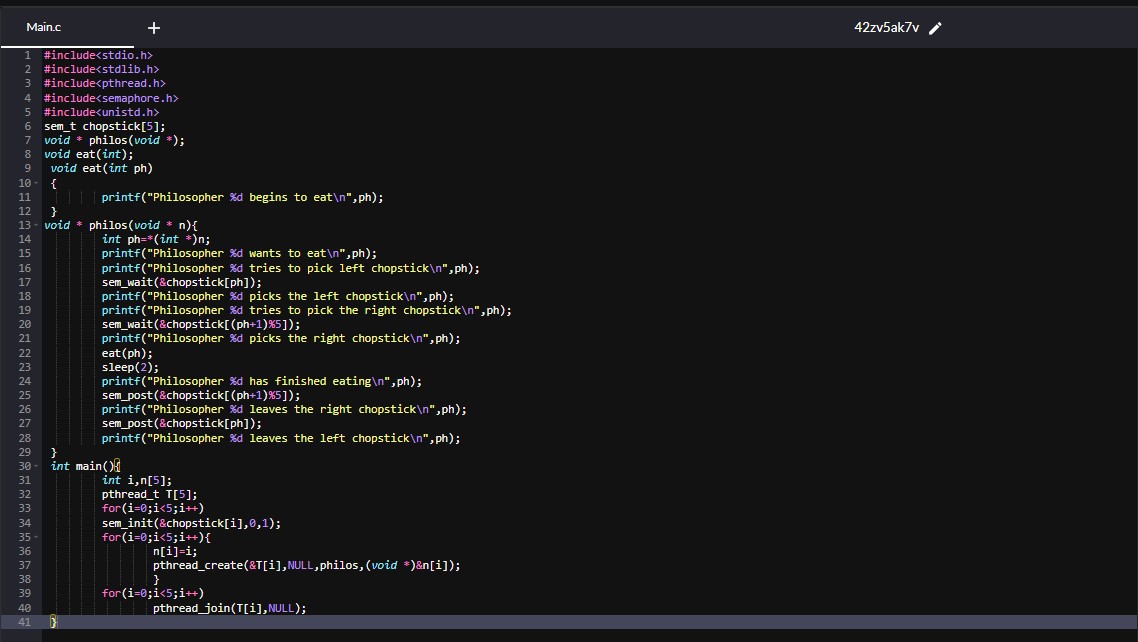 Main.c + 42zv5ak7v
1 #include<stdio.h>
2 #include<stdlib.h>
3 #include<pthread.h>
4 #include<semaphore.h>
5 #include<unistd.h>
6 sem_t chopstick[5];
7 void * philos(void *);
8 void eat(int);
9 void eat(int ph)
10 {
11 printf("Philosopher %d begins to eat\n",ph);
12 }
13 void * philos(void * n){
14 int ph=*(int *)n;
15 printf("Philosopher %d wants to eat\n",ph);
16 printf("Philosopher %d tries to pick left chopstick\n",ph);
17 sem_wait(&chopstick[ph]);
18 printf("Philosopher %d picks the left chopstick\n",ph);
19 printf("Philosopher %d tries to pick the right chopstick\n",ph);
20 sem_wait(&chopstick[(ph+1)%5]);
21 printf("Philosopher %d picks the right chopstick\n",ph);
22 eat(ph);
23 sleep(2);
24 printf("Philosopher %d has finished eating\n",ph);
25 sem_post(&chopstick[(ph+1)%5]);
26 printf("Philosopher %d leaves the right chopstick\n",ph);
27 sem_post(&chopstick[ph]);
28 printf("Philosopher %d leaves the left chopstick\n",ph);
29 }
30 int main(){
31 int i,n[5];
32 pthread_t T[5];
33 for(i=0;i<5;i++)
34 sem_init(&chopstick[i],0,1);
35 for(i=0;i<5;i++){
36 n[i]=i;
37 pthread_create(&T[i],NULL,philos,(void *)&n[i]);
38 }
39 for(i=0;i<5;i++)
40 pthread_join(T[i],NULL);
41 }